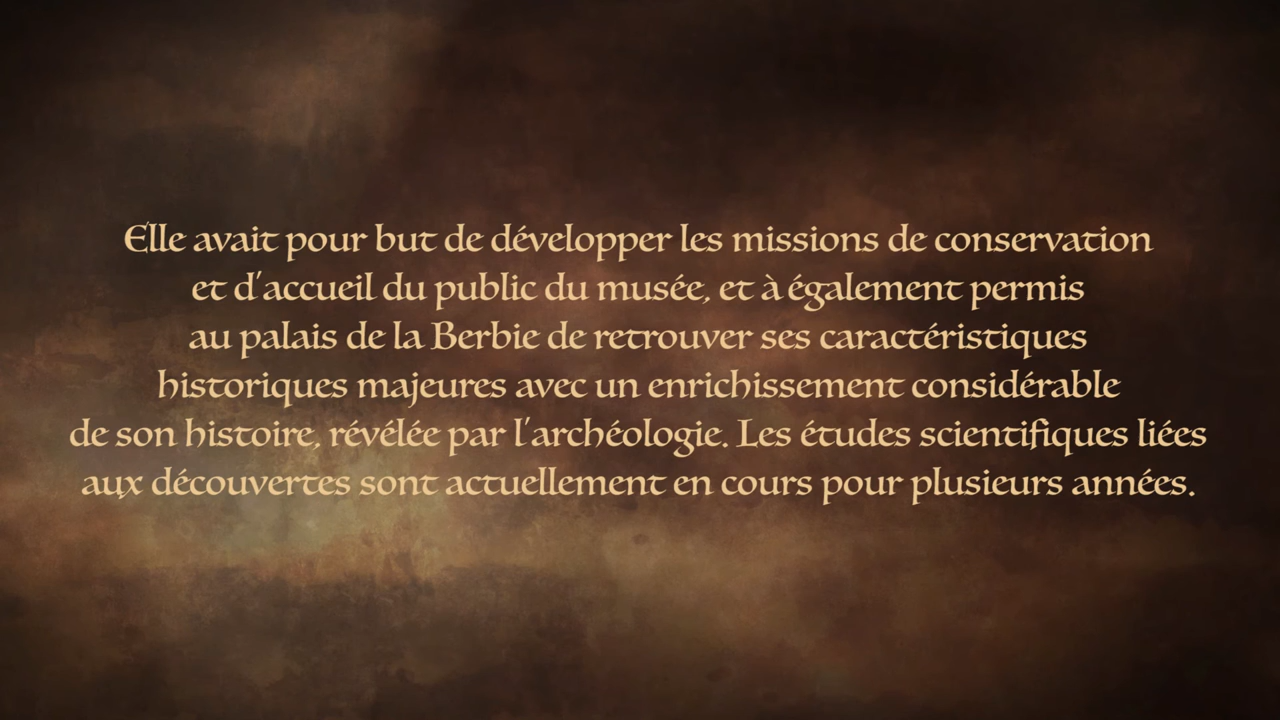 Elle avait pour but de développer les missions de conservation
et d'accueil du public du musée, et à également permis
au palais de la Berbie de retrouver ses caractéristiques
historiques majeures avec un enrichissement considérable
de son histoire, révélée par l'archéologie. Les études scientifiques liées
aux découvertes sont actuellement en cours pour plusieurs années.